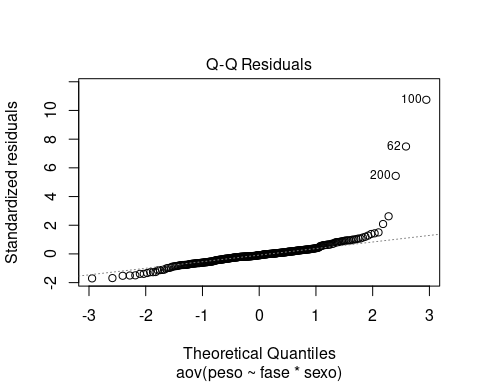 Q-Q Residuals
Standardized residuals
10
8
6
4
2
0
-2
100
62
200
-3 -2 -1 0 1 2 3
Theoretical Quantiles
aov(peso ~ fase * sexo)